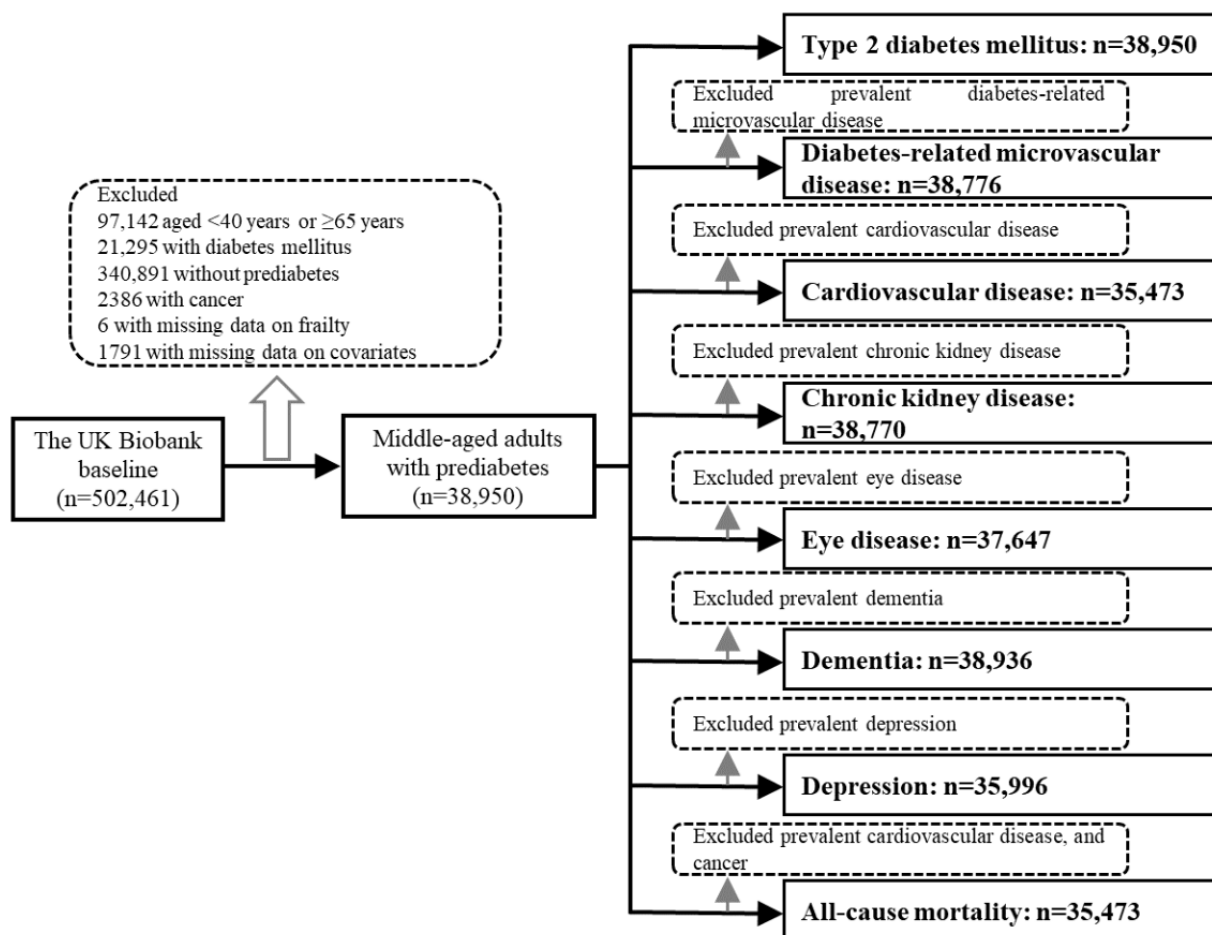 Excluded
97,142 aged <40 years or ≥65 years
21,295 with diabetes mellitus
340,891 without prediabetes
2386 with cancer
6 with missing data on frailty
1791 with missing data on covariates
The UK Biobank
baseline
(n=502,461)
Middle-aged adults
with prediabetes
(n=38,950)
Type 2 diabetes mellitus: n=38,950
Excluded prevalent diabetes-related
microvascular disease
Diabetes-related microvascular
disease: n=38,776
Excluded prevalent cardiovascular disease
Cardiovascular disease: n=35,473
Excluded prevalent chronic kidney disease
Chronic kidney disease:
n=38,770
Excluded prevalent eye disease
Eye disease: n=37,647
Excluded prevalent dementia
Dementia: n=38,936
Excluded prevalent depression
Depression: n=35,996
Excluded prevalent cardiovascular disease, and
cancer
All-cause mortality: n=35,473